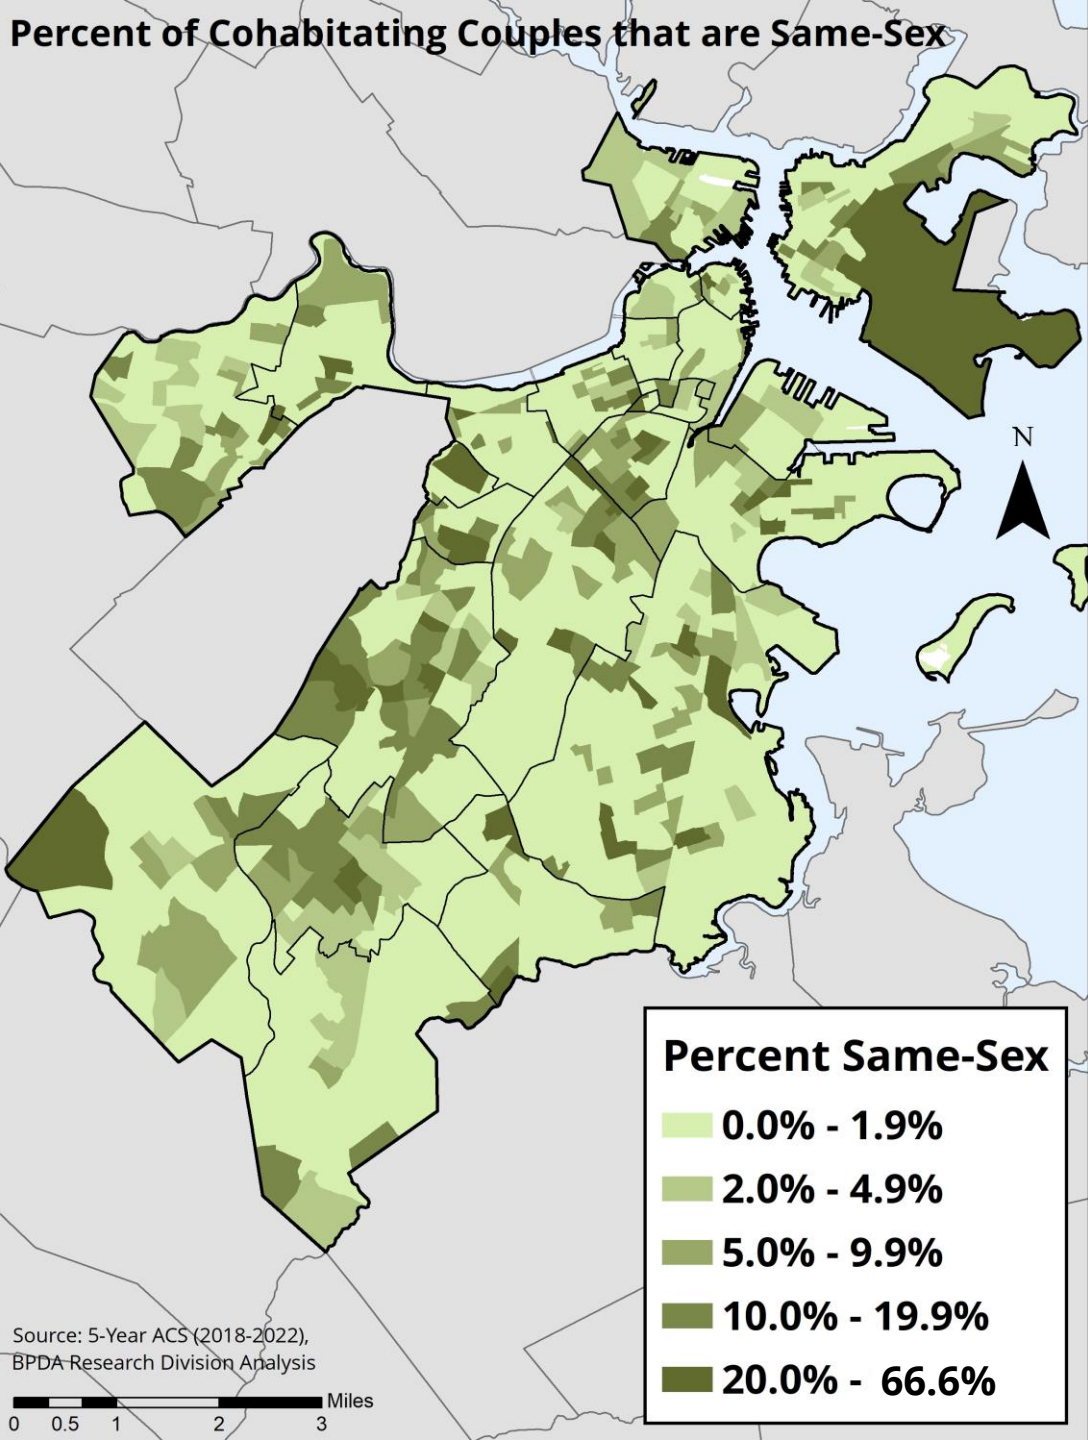 Percent of Cohabitating Couples that are Same-Sex
N
Percent Same-Sex
0.0% - 1.9%
2.0% - 4.9%
5.0% - 9.9%
10.0% - 19.9%
20.0% - 66.6%
Source: 5-Year ACS (2018-2022),
BPDA Research Division Analysis
Miles
0 0.5 1 2 3